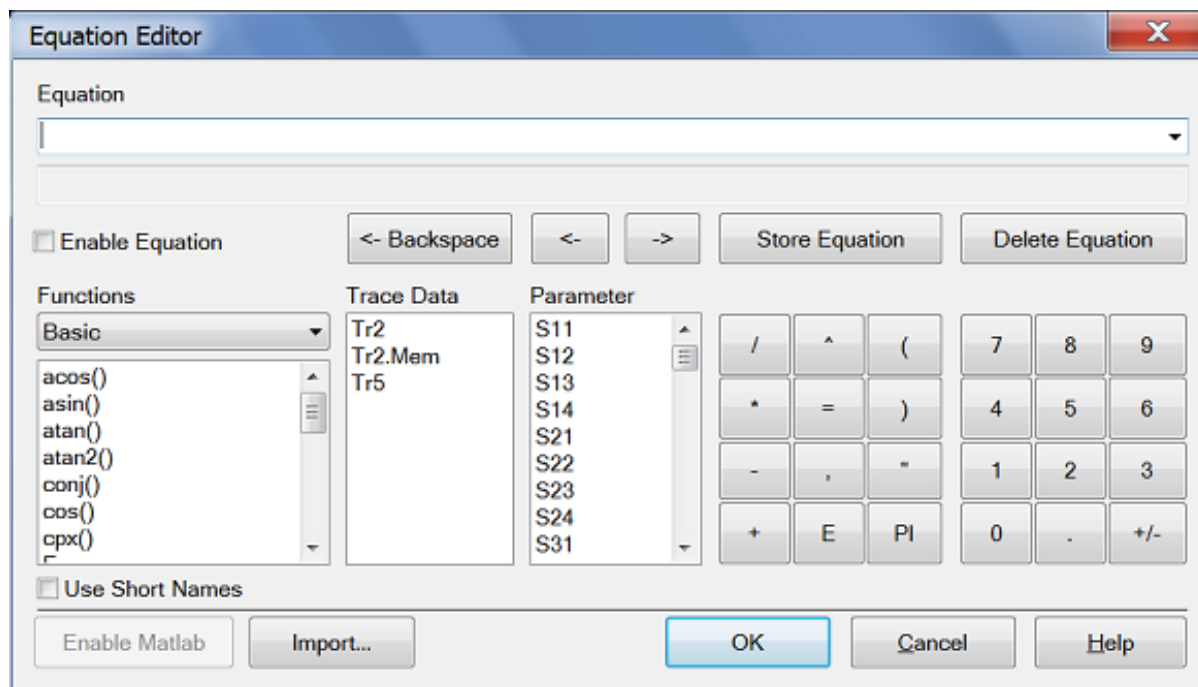 Equation Editor
X
Equation
Enable Equation
<- Backspace
<-
->
Store Equation
Delete Equation
Functions
Basic
acos()
asin()
atan()
atan2()
conj()
cos()
cpx()
Trace Data
Tr2
Tr2.Mem
Tr5
Parameter
S11
S12
S13
S14
S21
S22
S23
S24
S31
/ ^ ( 7 8 9
* = ) 4 5 6
- , " 1 2 3
+ E PI 0 . +/-
Use Short Names
Enable Matlab
Import...
OK
Cancel
Help